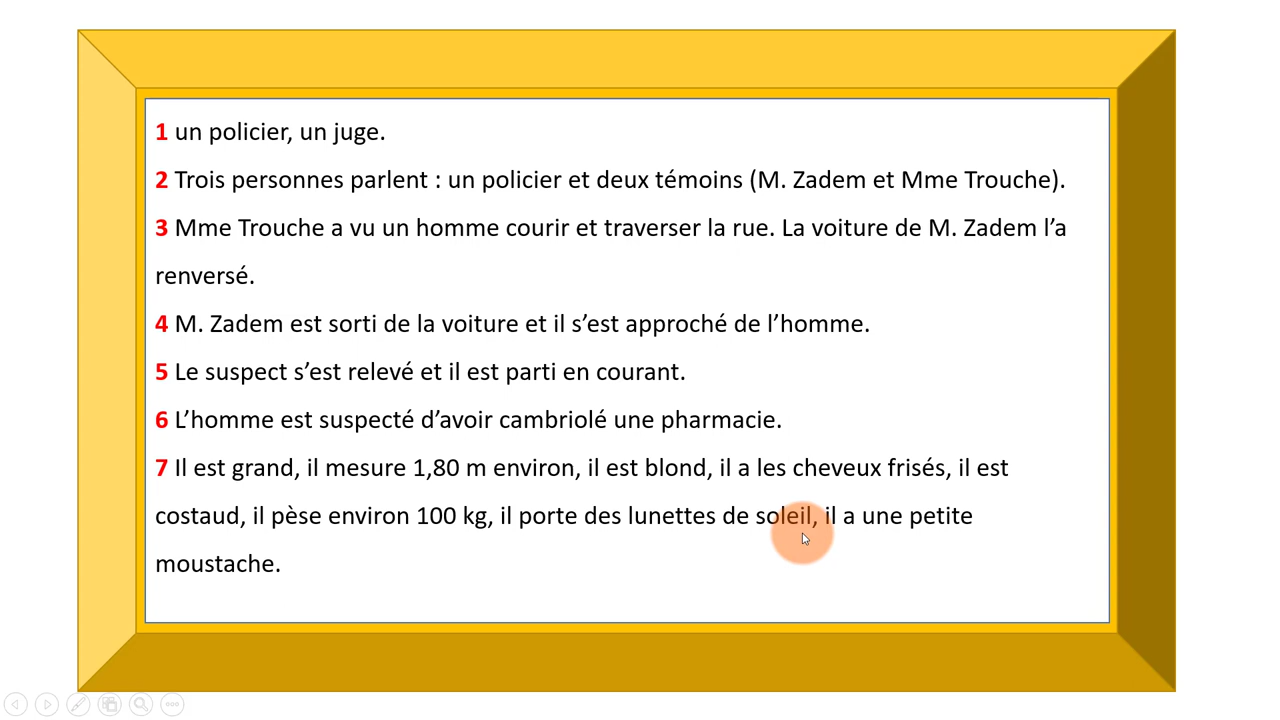 1 un policier, un juge.
2 Trois personnes parlent : un policier et deux témoins (M. Zadem et Mme Trouche).
3 Mme Trouche a vu un homme courir et traverser la rue. La voiture de M. Zadem l’a
renversé.
4 M. Zadem est sorti de la voiture et il s’est approché de l’homme.
5 Le suspect s’est relevé et il est parti en courant.
6 L’homme est suspecté d’avoir cambriolé une pharmacie.
7 Il est grand, il mesure 1,80 m environ, il est blond, il a les cheveux frisés, il est
costaud, il pèse environ 100 kg, il porte des lunettes de soleil, il a une petite
moustache.